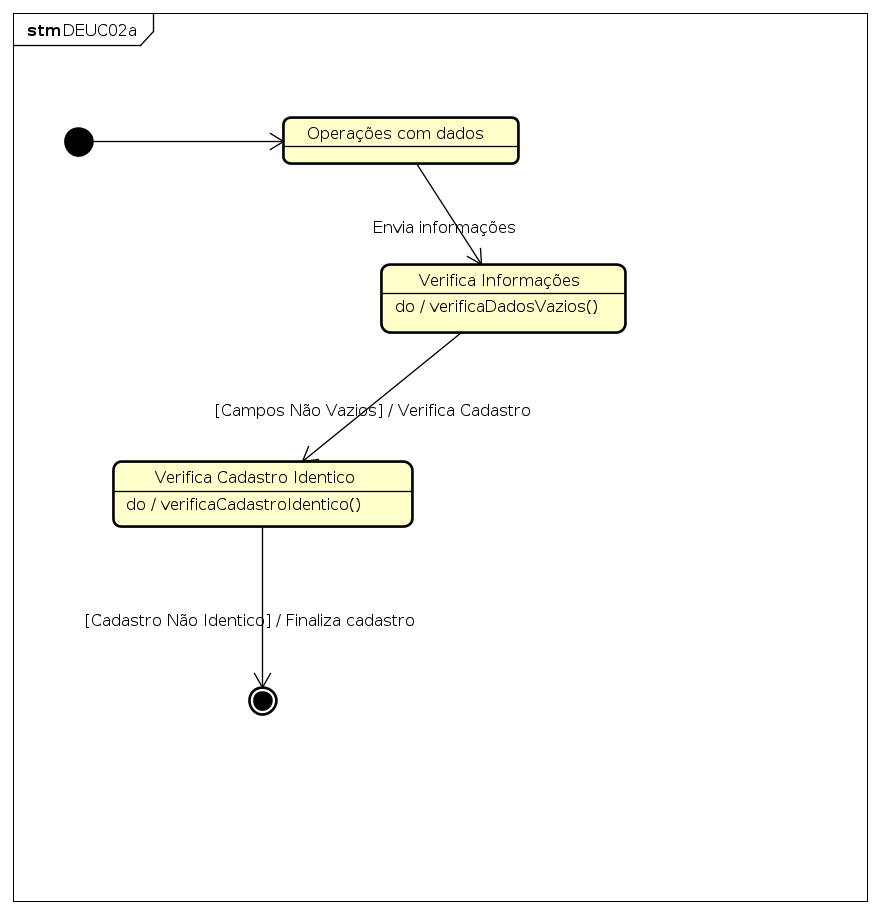 stm DEUC02a
Operações com dados
Envia informações
Verifica Informações
do / verificaDadosVazios()
[Campos Não Vazios] / Verifica Cadastro
Verifica Cadastro Identico
do / verificaCadastroIdentico()
[Cadastro Não Identico] / Finaliza cadastro